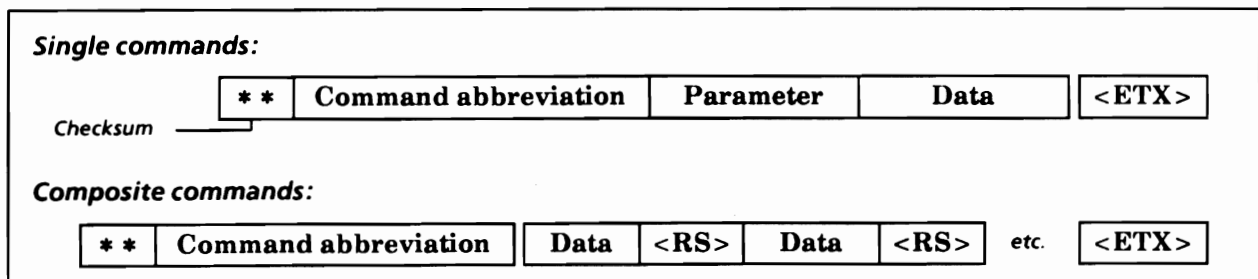 Single commands:
* * Command abbreviation Parameter Data <ETX>
Checksum
Composite commands:
* * Command abbreviation Data <RS> Data <RS> etc. <ETX>